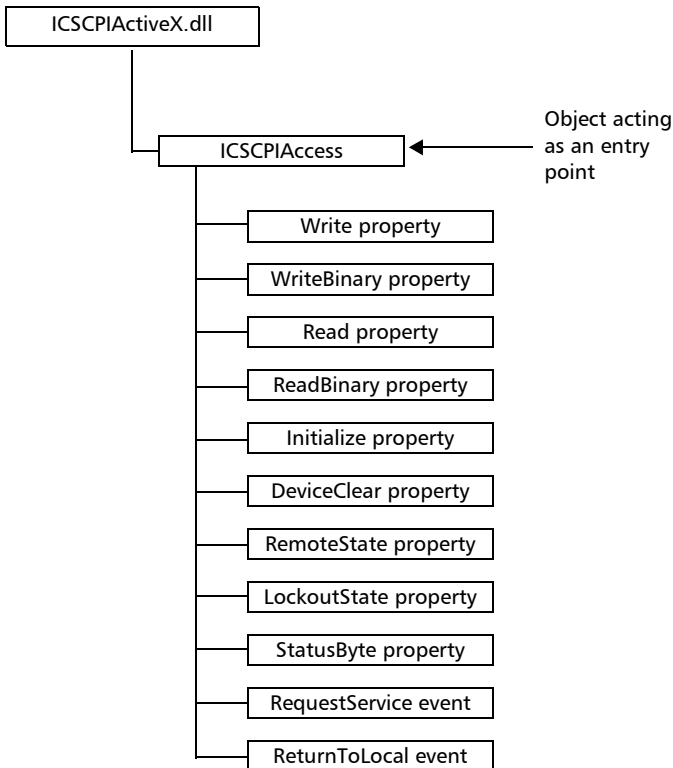 ICSCPIActiveX.dll
Object acting
as an entry
point
ICSCPIAccess
Write property
WriteBinary property
Read property
ReadBinary property
Initialize property
DeviceClear property
RemoteState property
LockoutState property
StatusByte property
RequestService event
ReturnToLocal event